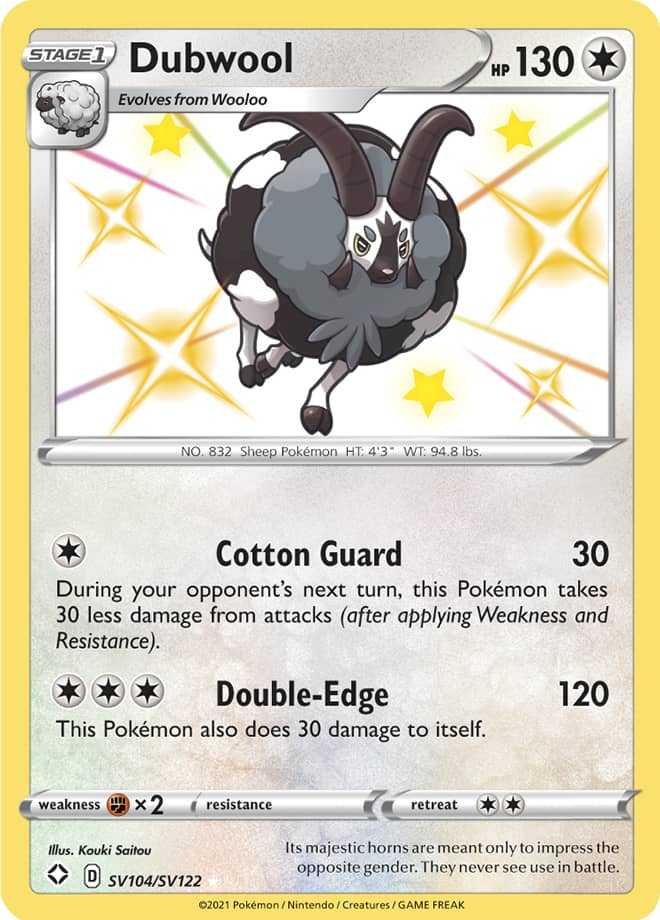 STAGE 1
Dubwool
HP 130
Evolves from Wooloo
NO. 832 Sheep Pokémon HT: 4'3" WT: 94.8 lbs.
Cotton Guard 30
During your opponent's next turn, this Pokémon takes
30 less damage from attacks (after applying Weakness and
Resistance).
Double-Edge 120
This Pokémon also does 30 damage to itself.
weakness ×2 resistance retreat
Illus. Kouki Saitou
Its majestic horns are meant only to impress the
opposite gender. They never see use in battle.
D SV104/SV122
©2021 Pokémon / Nintendo / Creatures / GAME FREAK